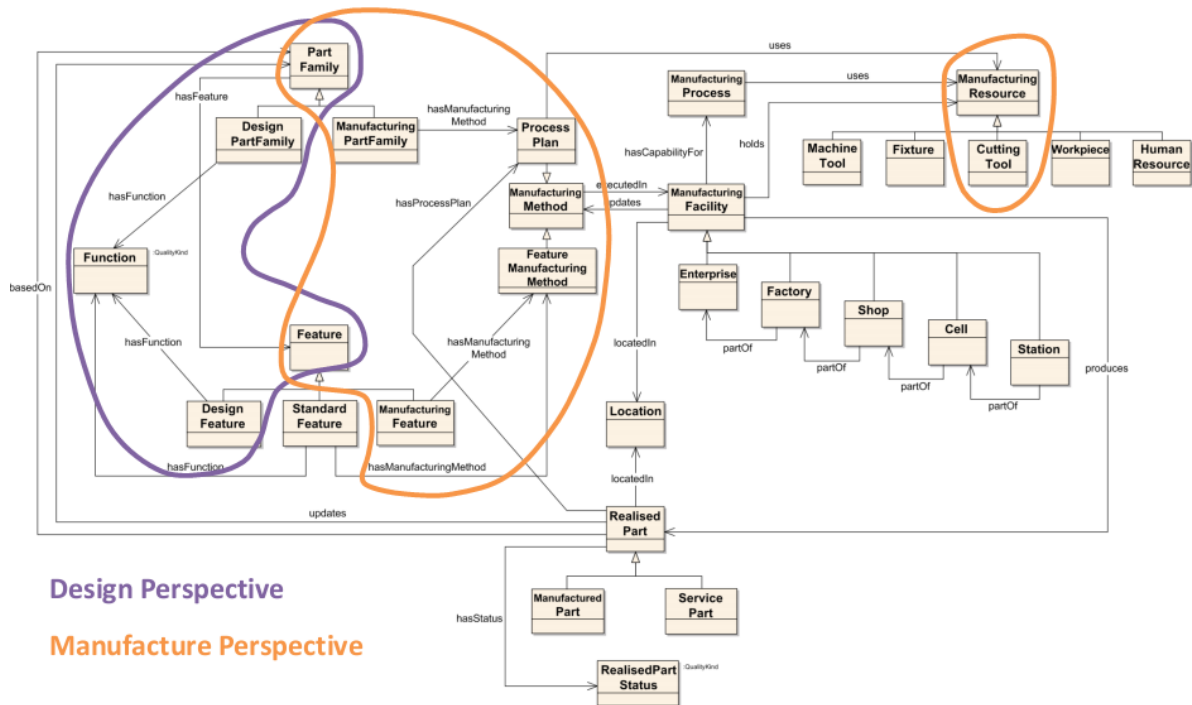 uses
Part
Family
Manufacturing
Process
uses
Manufacturing
Resource
hasFeature
hasManufacturing
Method
Design
PartFamily
Manufacturing
PartFamily
Process
Plan
hasCapabilityFor
holds
Machine
Tool
Fixture
Cutting
Tool
Workpiece
Human
Resource
hasFunction
hasProcessPlan
Manufacturing
Method
executedIn
updates
Manufacturing
Facility
Function
:QualityKind
Feature
Manufacturing
Method
basedOn
Enterprise
Factory
Shop
Cell
Station
partOf
partOf
partOf
partOf
Feature
hasFunction
hasManufacturing
Method
locatedIn
produces
Design
Feature
Standard
Feature
Manufacturing
Feature
Location
hasFunction
hasManufacturingMethod
locatedIn
updates
Realised
Part
Design Perspective
Manufacture Perspective
hasStatus
Manufactured
Part
Service
Part
RealisedPart
Status
:QualityKind